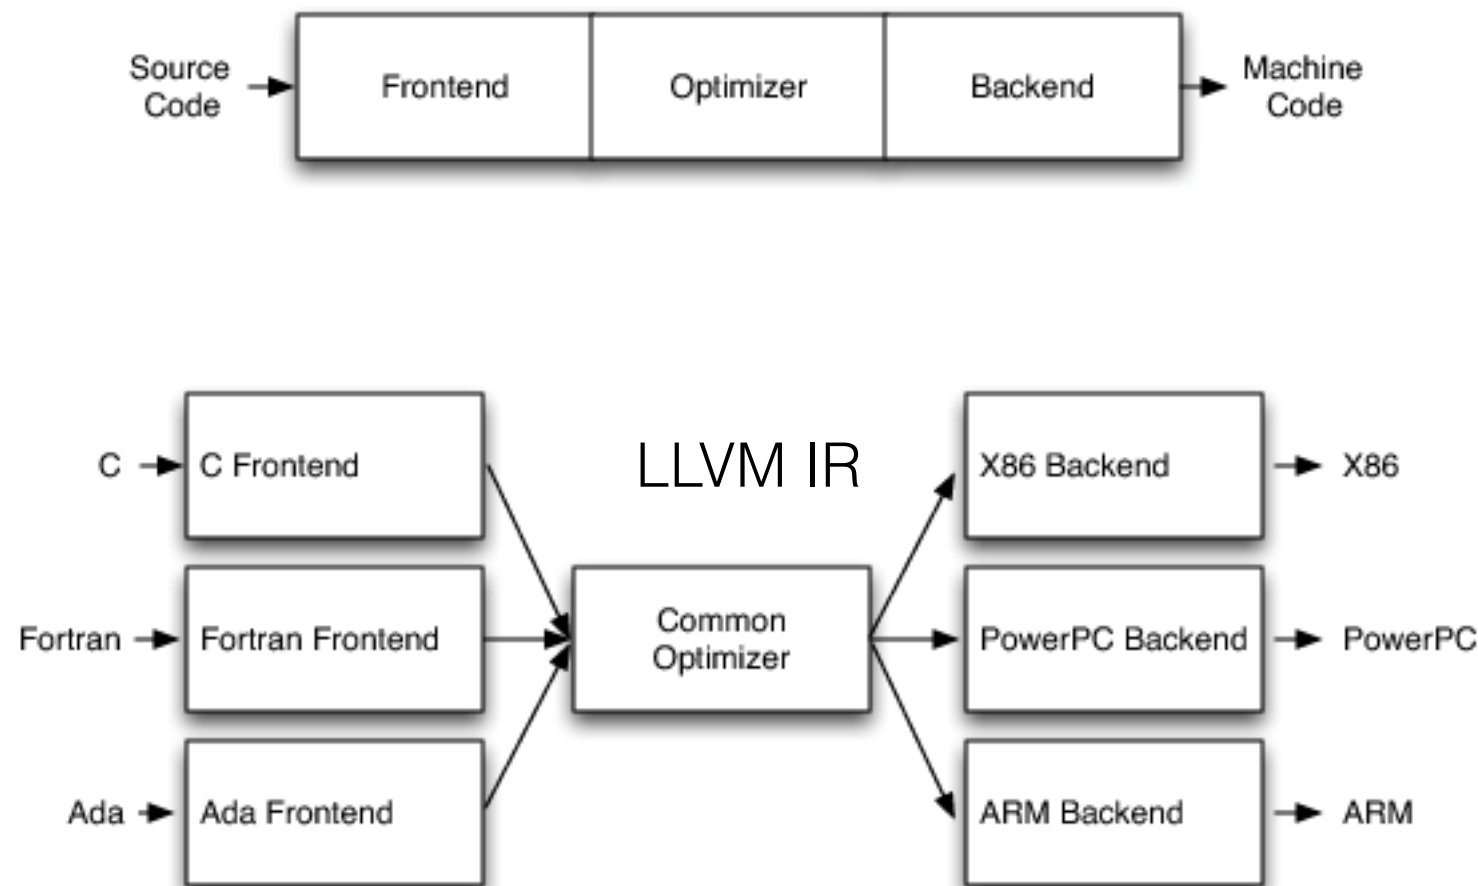 Source
Code
Frontend
Optimizer
Backend
Machine
Code
LLVM IR
C
C Frontend
X86 Backend
X86
Fortran
Fortran Frontend
Common
Optimizer
PowerPC Backend
PowerPC
Ada
Ada Frontend
ARM Backend
ARM